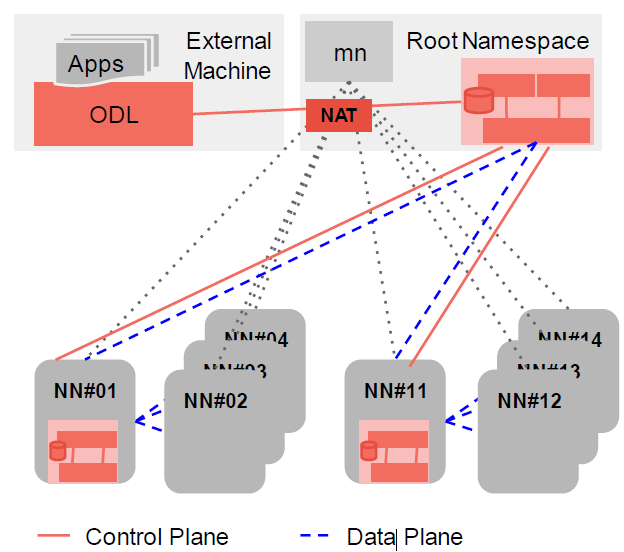 External
Machine
Apps
ODL
mn
Root Namespace
NAT
NN#04
NN#03
NN#01
NN#02
NN#14
NN#13
NN#11
NN#12
Control Plane
Data Plane